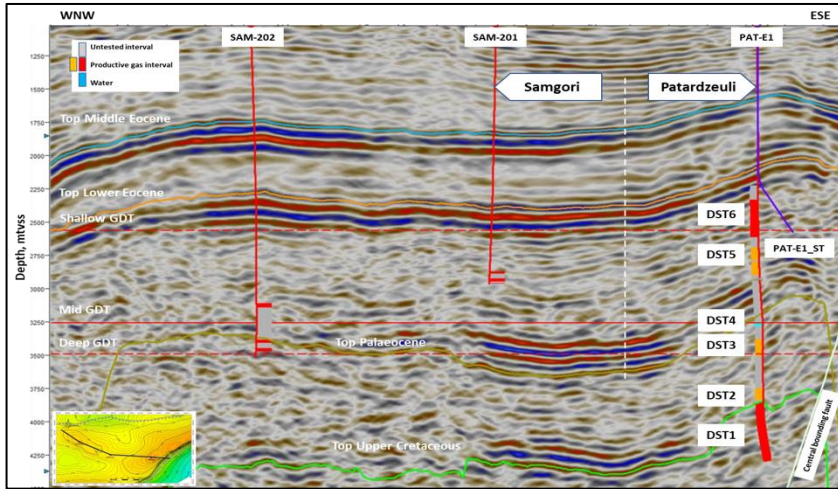 WNW
ESE
SAM-202
SAM-201
PAT-E1
1250
1500
1750
2000
2250
2500
2750
3000
3250
3500
3750
4000
4250
Depth, mtvss
Untested interval
Productive gas interval
Water
Samgori
Patardzeuli
Top Middle Eocene
Top Lower Eocene
Shallow GDT
DST6
PAT-E1_ST
DST5
Mid GDT
DST4
Deep GDT
Top Palaeocene
DST3
DST2
DST1
Top Upper Cretaceous
Central bounding fault